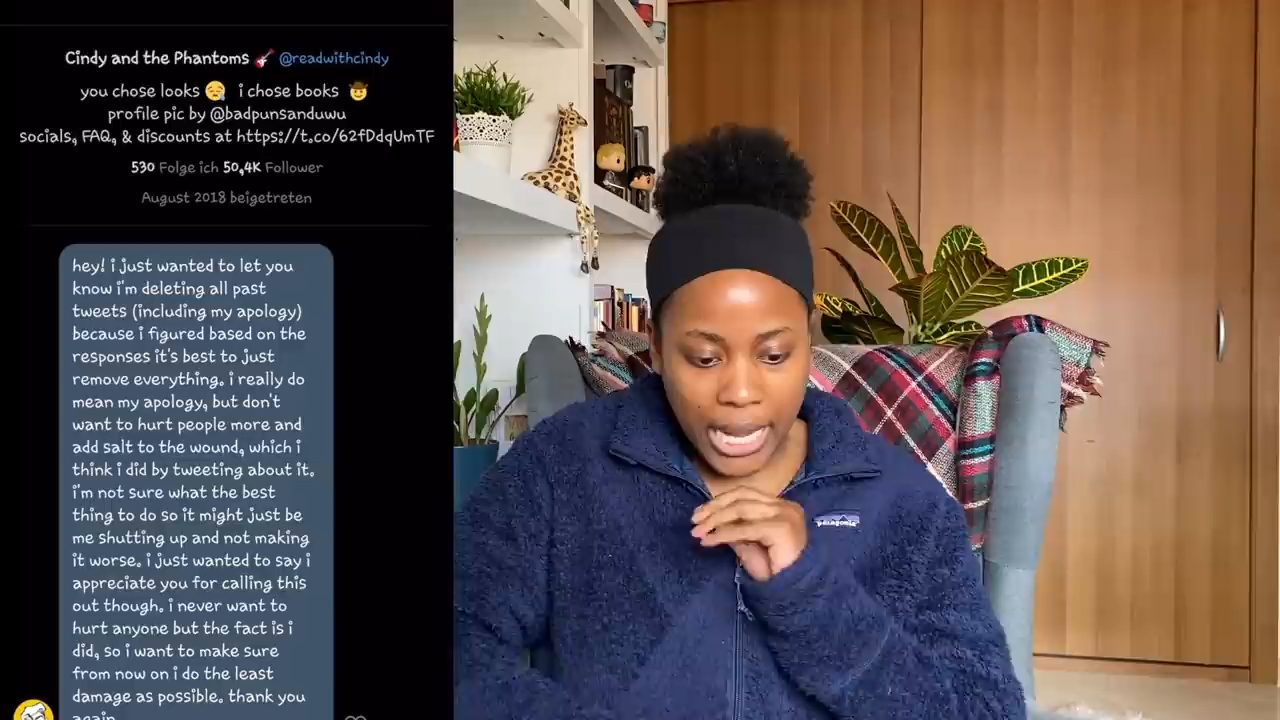 Cindy and the Phantoms 🎸 @readwithcindy
you chose looks 😪 i chose books 🤠
profile pic by @badpunsanduwu
socials, FAQ, & discounts at https://t.co/62fDdqUmTF
530 Folge ich 50,4K Follower
August 2018 beigetreten
hey! i just wanted to let you
know i'm deleting all past
tweets (including my apology)
because i figured based on the
responses it's best to just
remove everything. i really do
mean my apology, but don't
want to hurt people more and
add salt to the wound, which i
think i did by tweeting about it.
i'm not sure what the best
thing to do so it might just be
me shutting up and not making
it worse. i just wanted to say i
appreciate you for calling this
out though. i never want to
hurt anyone but the fact is i
did, so i want to make sure
from now on i do the least
damage as possible. thank you
again
patagonia